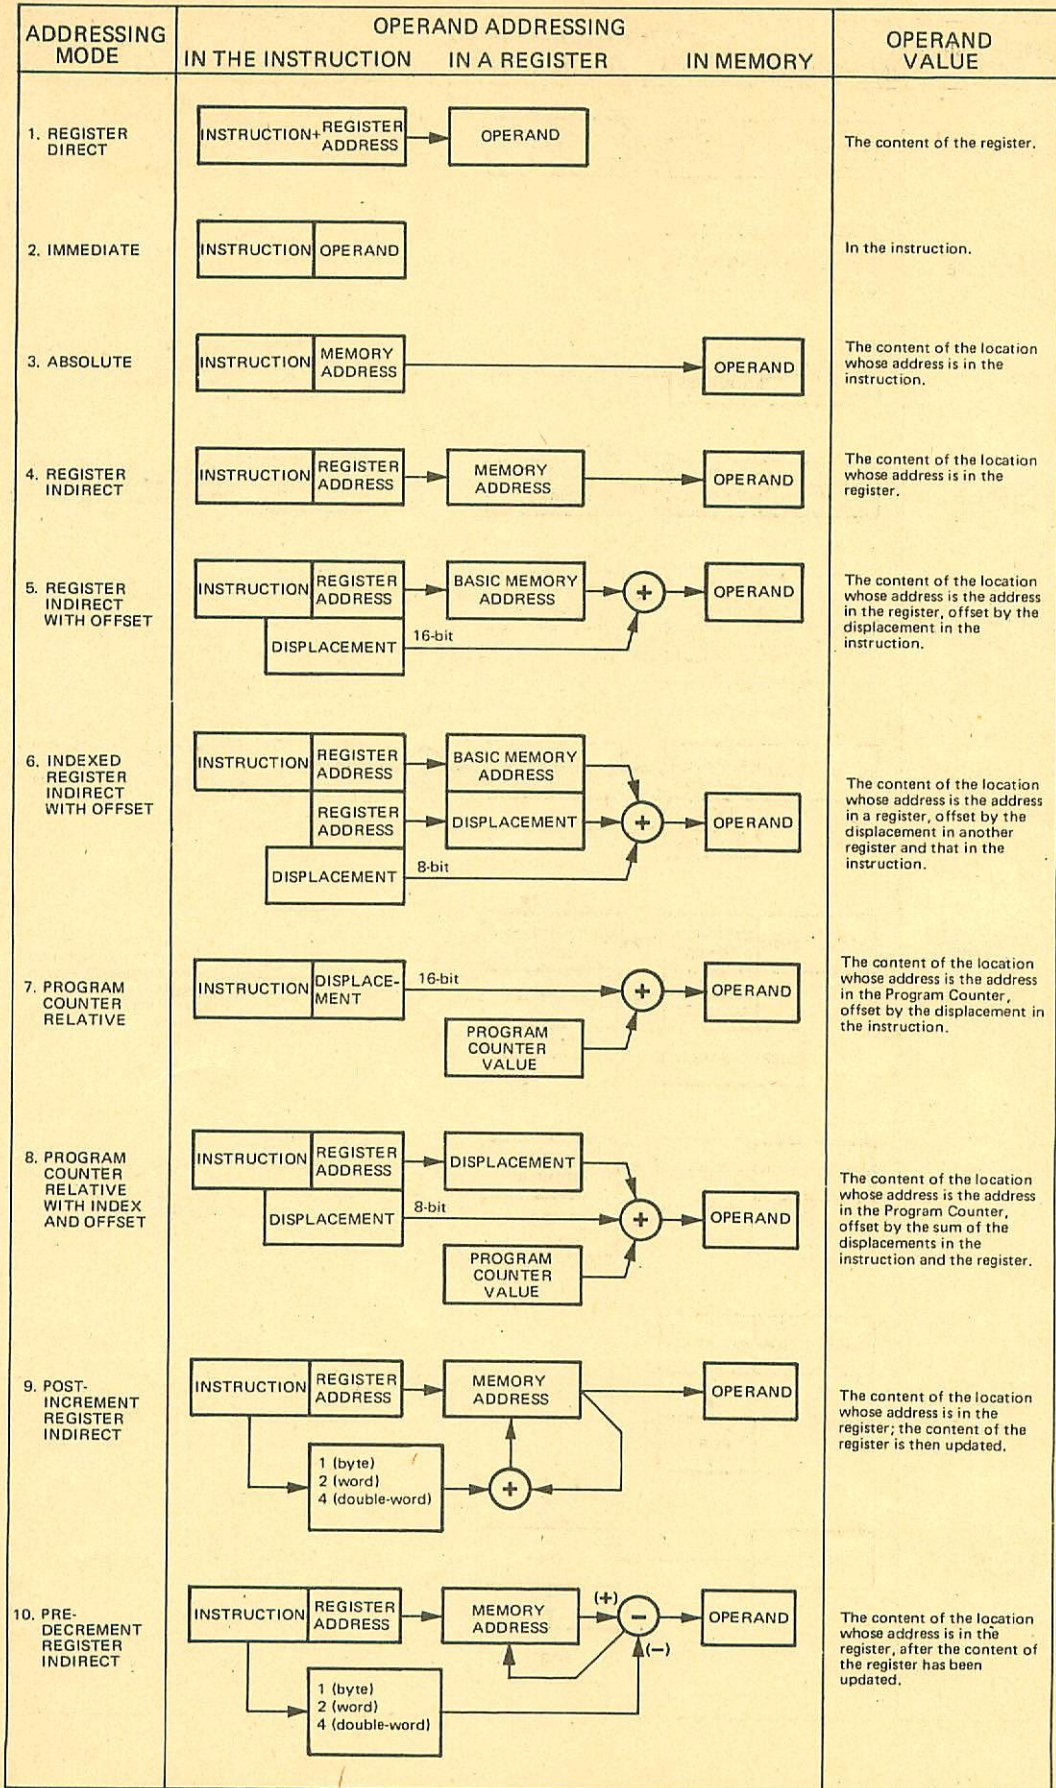 ADDRESSING
MODE
OPERAND ADDRESSING
IN THE INSTRUCTION
IN A REGISTER
IN MEMORY
OPERAND
VALUE
1. REGISTER
DIRECT
INSTRUCTION+
REGISTER
ADDRESS
OPERAND
The content of the register.
2. IMMEDIATE
INSTRUCTION
OPERAND
In the instruction.
3. ABSOLUTE
INSTRUCTION
MEMORY
ADDRESS
OPERAND
The content of the location
whose address is in the
instruction.
4. REGISTER
INDIRECT
INSTRUCTION
REGISTER
ADDRESS
MEMORY
ADDRESS
OPERAND
The content of the location
whose address is in the
register.
5. REGISTER
INDIRECT
WITH OFFSET
INSTRUCTION
REGISTER
ADDRESS
BASIC MEMORY
ADDRESS
+
OPERAND
DISPLACEMENT
16-bit
The content of the location
whose address is the address
in the register, offset by the
displacement in the
instruction.
6. INDEXED
REGISTER
INDIRECT
WITH OFFSET
INSTRUCTION
REGISTER
ADDRESS
BASIC MEMORY
ADDRESS
REGISTER
ADDRESS
DISPLACEMENT
+
OPERAND
DISPLACEMENT
8-bit
The content of the location
whose address is the address
in a register, offset by the
displacement in another
register and that in the
instruction.
7. PROGRAM
COUNTER
RELATIVE
INSTRUCTION
DISPLACE-
MENT
16-bit
+
OPERAND
PROGRAM
COUNTER
VALUE
The content of the location
whose address is the address
in the Program Counter,
offset by the displacement in
the instruction.
8. PROGRAM
COUNTER
RELATIVE
WITH INDEX
AND OFFSET
INSTRUCTION
REGISTER
ADDRESS
DISPLACEMENT
DISPLACEMENT
8-bit
+
OPERAND
PROGRAM
COUNTER
VALUE
The content of the location
whose address is the address
in the Program Counter,
offset by the sum of the
displacements in the
instruction and the register.
9. POST-
INCREMENT
REGISTER
INDIRECT
INSTRUCTION
REGISTER
ADDRESS
MEMORY
ADDRESS
OPERAND
1 (byte)
2 (word)
4 (double-word)
+
The content of the location
whose address is in the
register; the content of the
register is then updated.
10. PRE-
DECREMENT
REGISTER
INDIRECT
INSTRUCTION
REGISTER
ADDRESS
MEMORY
ADDRESS
(+)
−
(−)
OPERAND
1 (byte)
2 (word)
4 (double-word)
The content of the location
whose address is in the
register, after the content of
the register has been
updated.